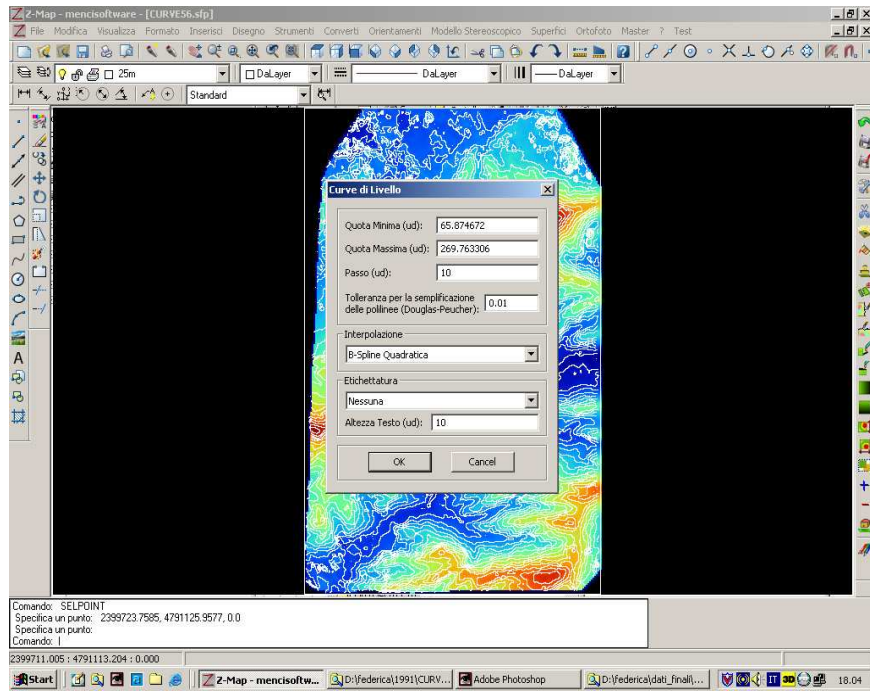 Z-Map - mencisoftware - [CURVE56.sfp]
File Modifica Visualizza Formato Inserisci Disegno Strumenti Converti Orientamenti Modello Stereoscopico Superfici Ortofoto Master ? Test
25m DaLayer DaLayer DaLayer
Standard
Curve di Livello
Quota Minima (ud): 65.874672
Quota Massima (ud): 269.763306
Passo (ud): 10
Tolleranza per la semplificazione
delle polilinee (Douglas-Peucher): 0.01
Interpolazione
B-Spline Quadratica
Etichettatura
Nessuna
Altezza Testo (ud): 10
OK Cancel
A
Comando: SELPOINT
Specifica un punto: 2399723.7585, 4791125.9577, 0.0
Specifica un punto:
Comando:
2399711.005 : 4791113.204 : 0.000
Start Z-Map - mencisoftw... D:\federica\1991\CURV... Adobe Photoshop D:\federica\dati_finali\... IT 3D 18.04